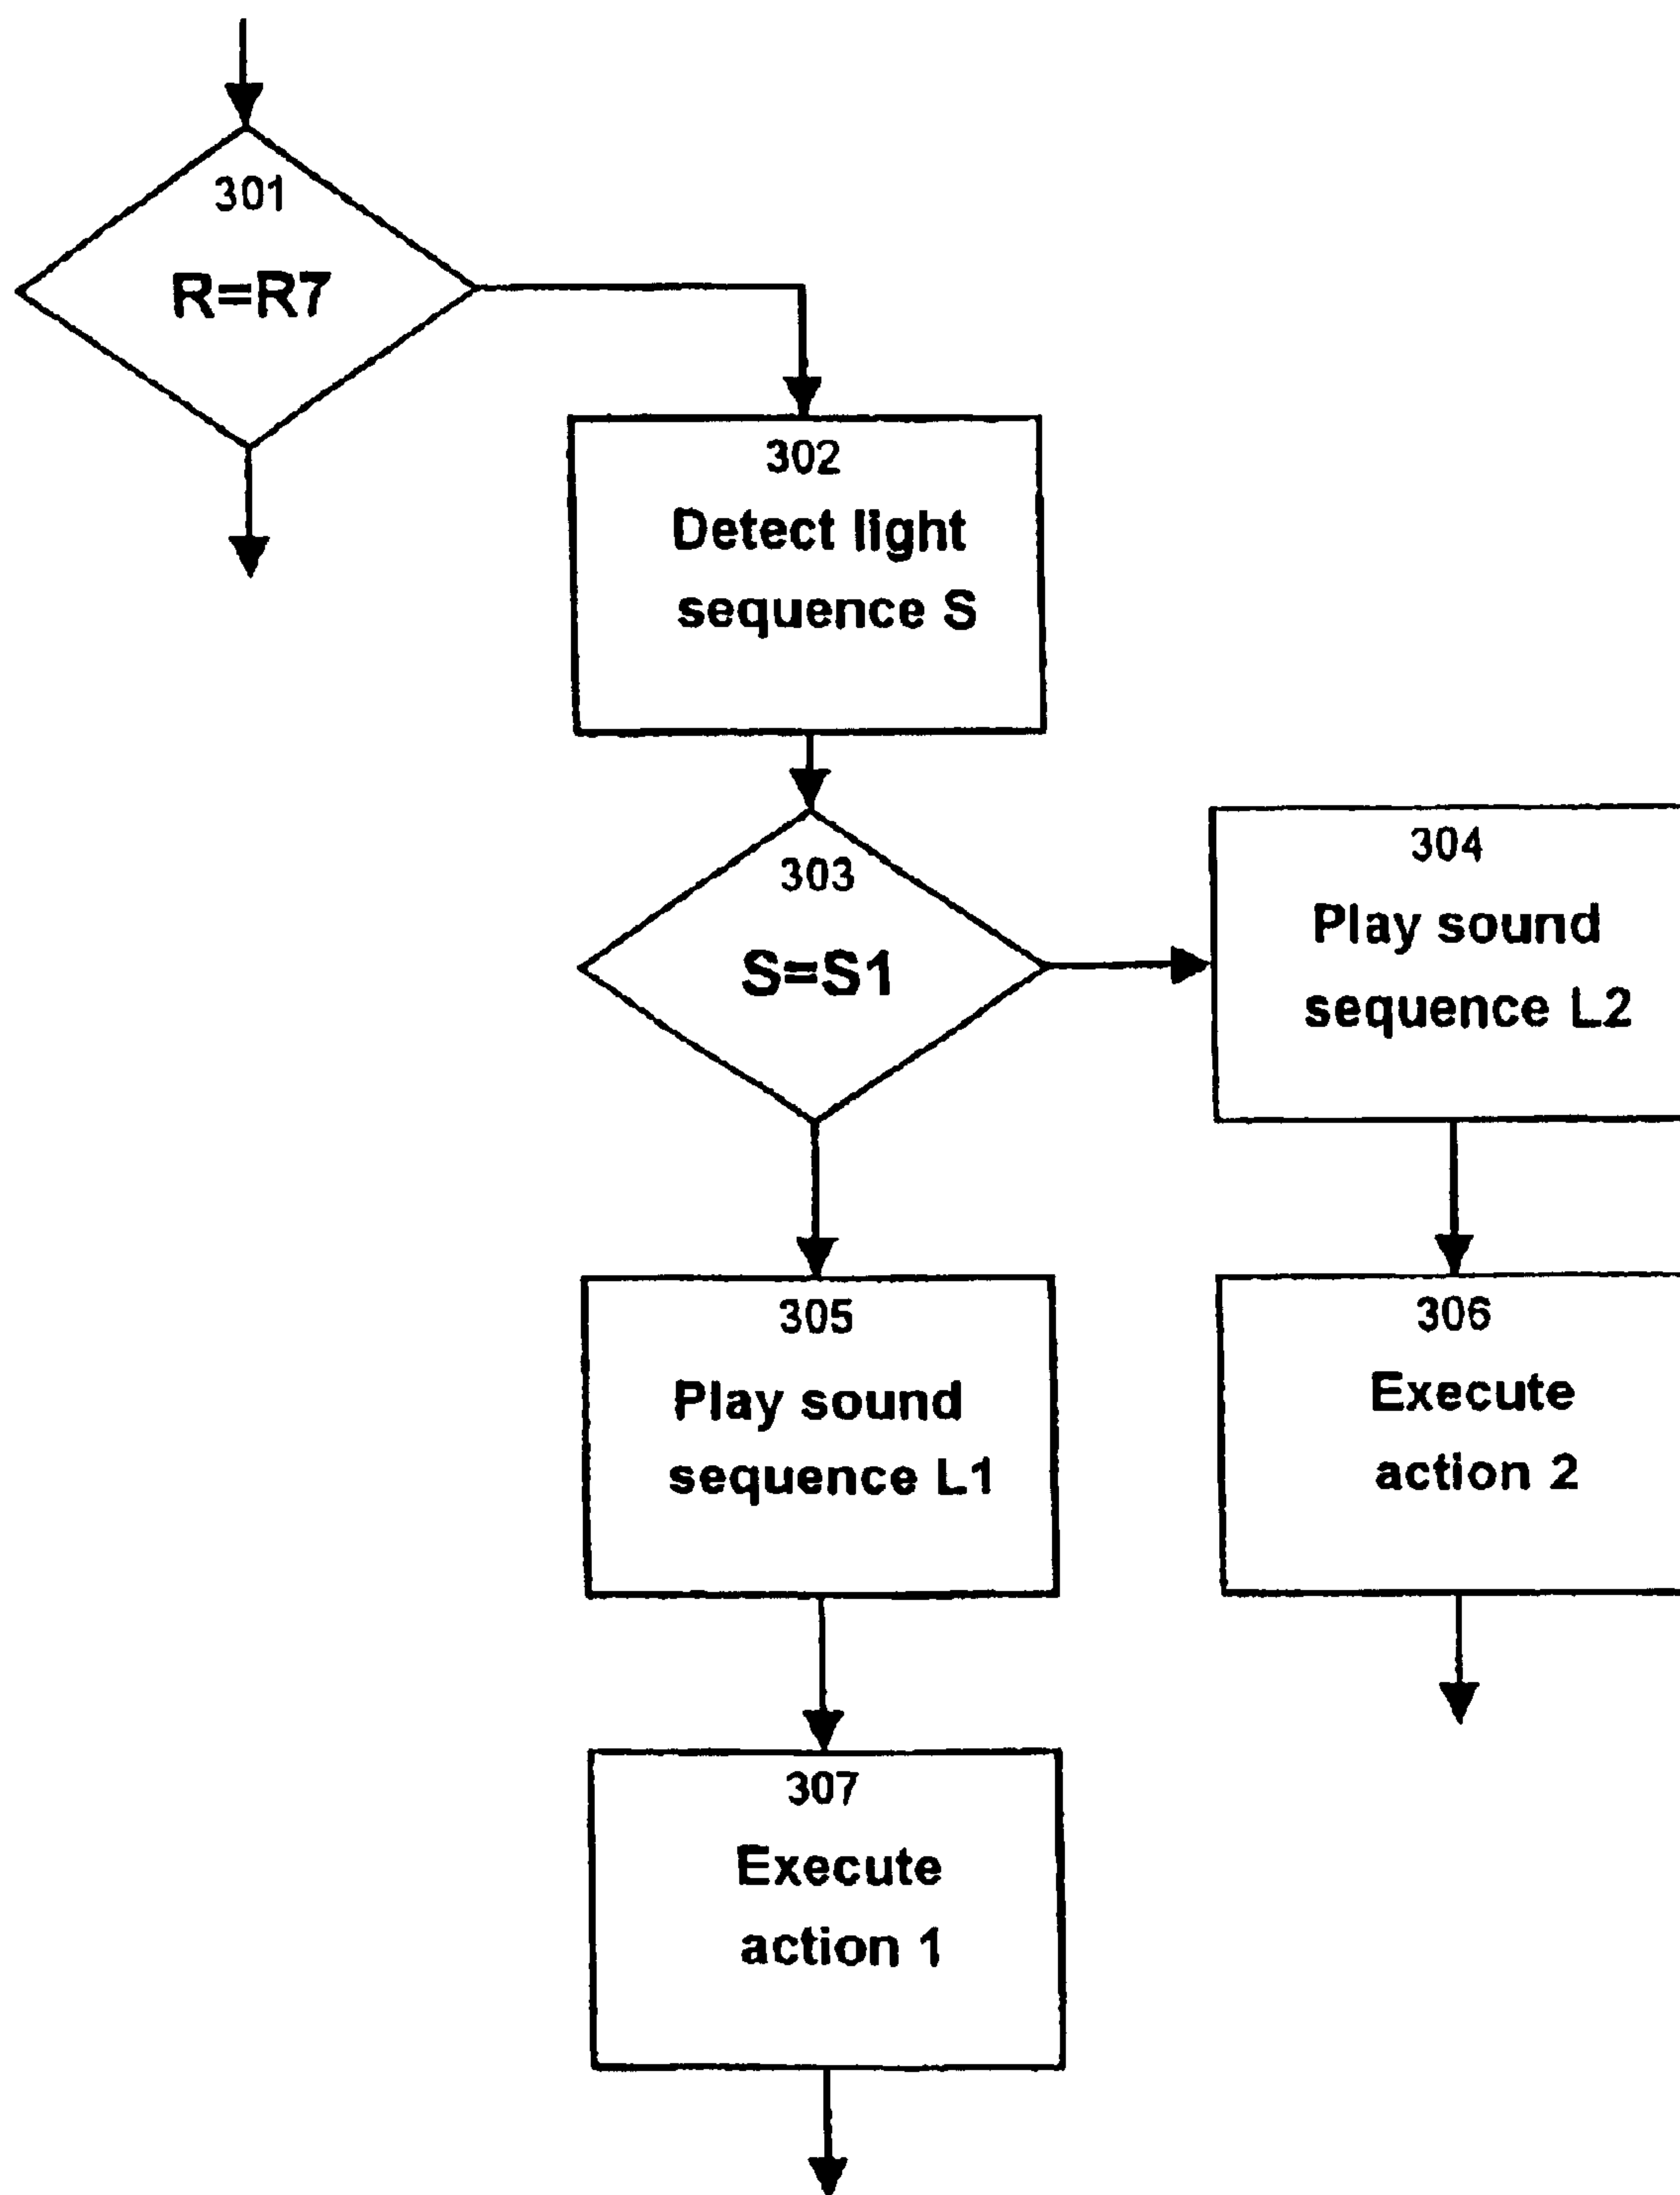 301
R=R7
302
Detect light
sequence S
303
S=S1
304
Play sound
sequence L2
305
Play sound
sequence L1
306
Execute
action 2
307
Execute
action 1